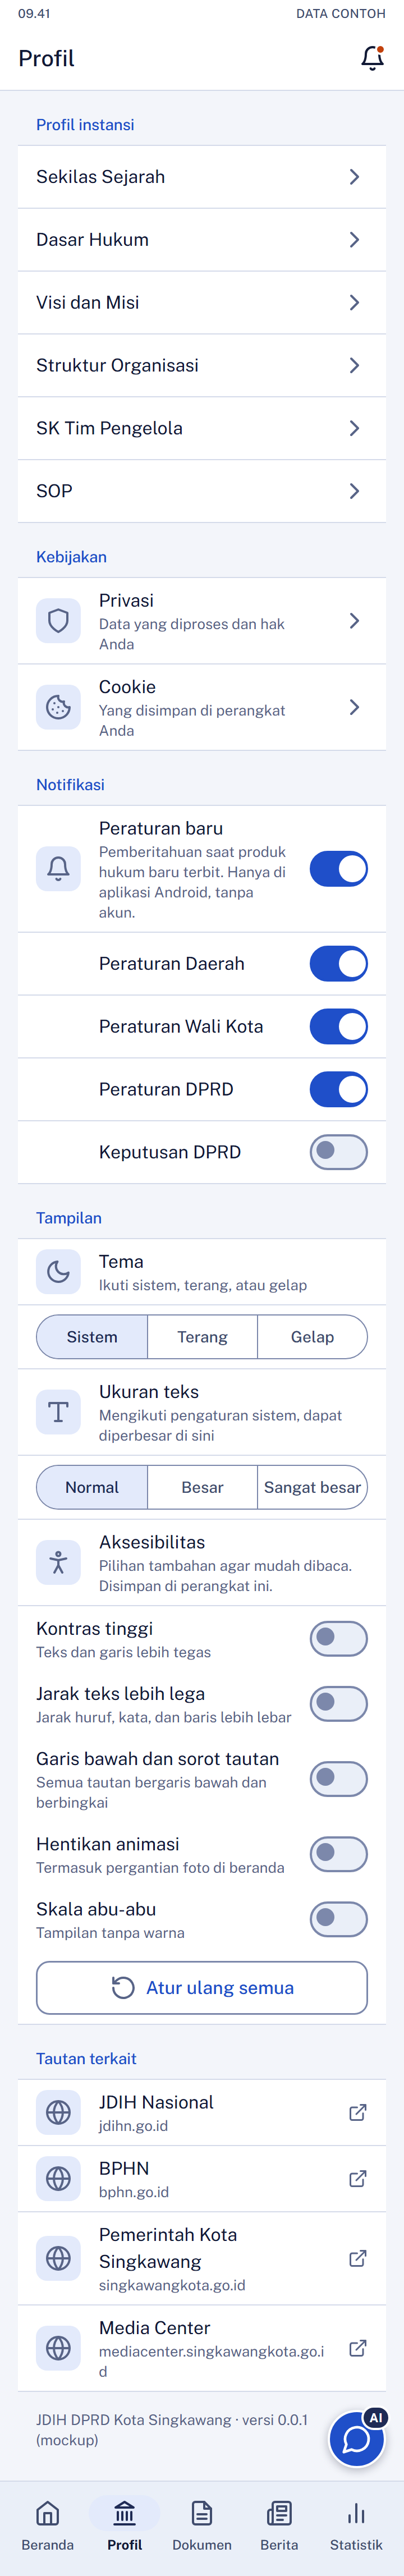 09.41
DATA CONTOH
Profil
Profil instansi
Sekilas Sejarah
Dasar Hukum
Visi dan Misi
Struktur Organisasi
SK Tim Pengelola
SOP
Kebijakan
Privasi
Data yang diproses dan hak
Anda
Cookie
Yang disimpan di perangkat
Anda
Notifikasi
Peraturan baru
Pemberitahuan saat produk
hukum baru terbit. Hanya di
aplikasi Android, tanpa
akun.
Peraturan Daerah
Peraturan Wali Kota
Peraturan DPRD
Keputusan DPRD
Tampilan
Tema
Ikuti sistem, terang, atau gelap
Sistem
Terang
Gelap
Ukuran teks
Mengikuti pengaturan sistem, dapat
diperbesar di sini
Normal
Besar
Sangat besar
Aksesibilitas
Pilihan tambahan agar mudah dibaca.
Disimpan di perangkat ini.
Kontras tinggi
Teks dan garis lebih tegas
Jarak teks lebih lega
Jarak huruf, kata, dan baris lebih lebar
Garis bawah dan sorot tautan
Semua tautan bergaris bawah dan
berbingkai
Hentikan animasi
Termasuk pergantian foto di beranda
Skala abu-abu
Tampilan tanpa warna
Atur ulang semua
Tautan terkait
JDIH Nasional
jdihn.go.id
BPHN
bphn.go.id
Pemerintah Kota
Singkawang
singkawangkota.go.id
Media Center
mediacenter.singkawangkota.go.i
d
JDIH DPRD Kota Singkawang · versi 0.0.1
(mockup)
AI
Beranda
Profil
Dokumen
Berita
Statistik